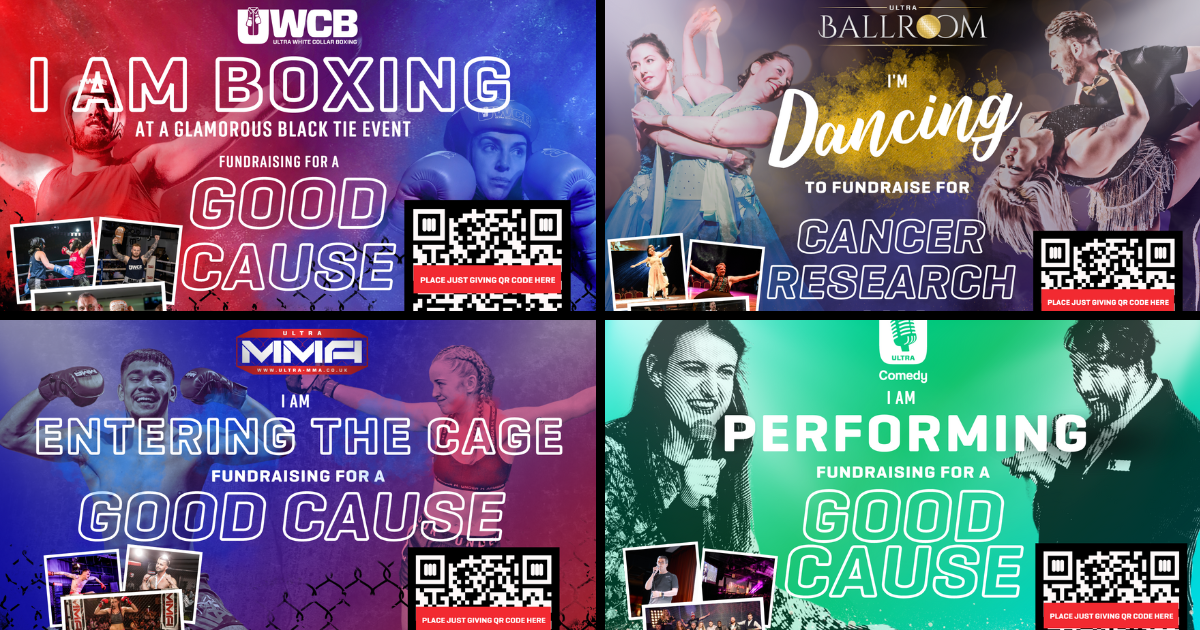 UWCB
ULTRA WHITE COLLAR BOXING
I AM BOXING
AT A GLAMOROUS BLACK TIE EVENT
FUNDRAISING FOR A
GOOD
CAUSE
PLACE JUST GIVING QR CODE HERE
ULTRA
BALLROOM
I'M
Dancing
TO FUNDRAISE FOR
CANCER
RESEARCH
PLACE JUST GIVING QR CODE HERE
ULTRA
MMA
WWW.ULTRA-MMA.CO.UK
I AM
ENTERING THE CAGE
FUNDRAISING FOR A
GOOD CAUSE
PLACE JUST GIVING QR CODE HERE
ULTRA
Comedy
I AM
PERFORMING
FUNDRAISING FOR A
GOOD
CAUSE
PLACE JUST GIVING QR CODE HERE